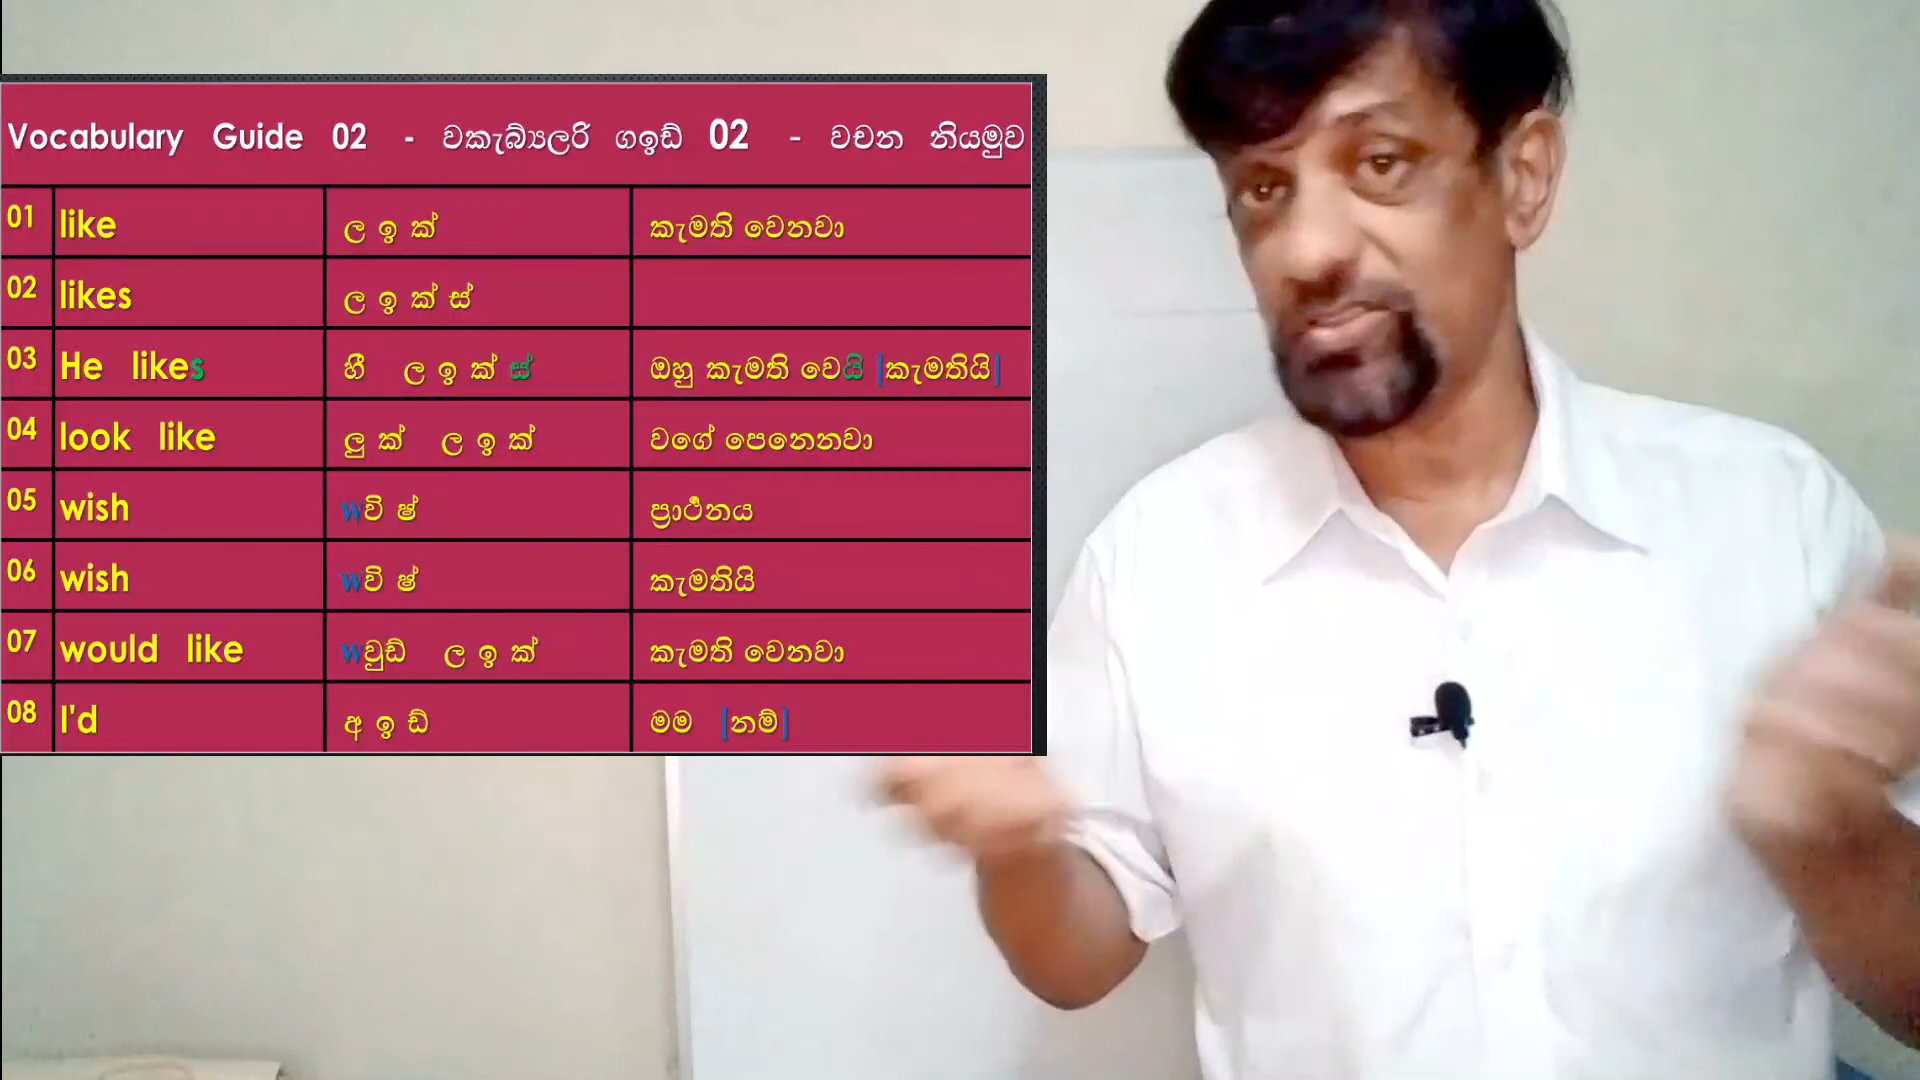 Vocabulary Guide 02 - වකැබ්‍යුලරි ගඉඩ් 02 - වචන නියමුව
01 like ල ඉ ක් කැමති වෙනවා
02 likes ල ඉ ක් ස්
03 He likes හී ල ඉ ක් ස් ඔහු කැමති වෙයි |කැමතියි|
04 look like ලු ක් ල ඉ ක් වගේ පෙනෙනවා
05 wish wවි ෂ් ප්‍රාර්ථනය
06 wish wවි ෂ් කැමතියි
07 would like wවුඩ් ල ඉ ක් කැමති වෙනවා
08 I'd අ ඉ ඩ් මම |නම්|